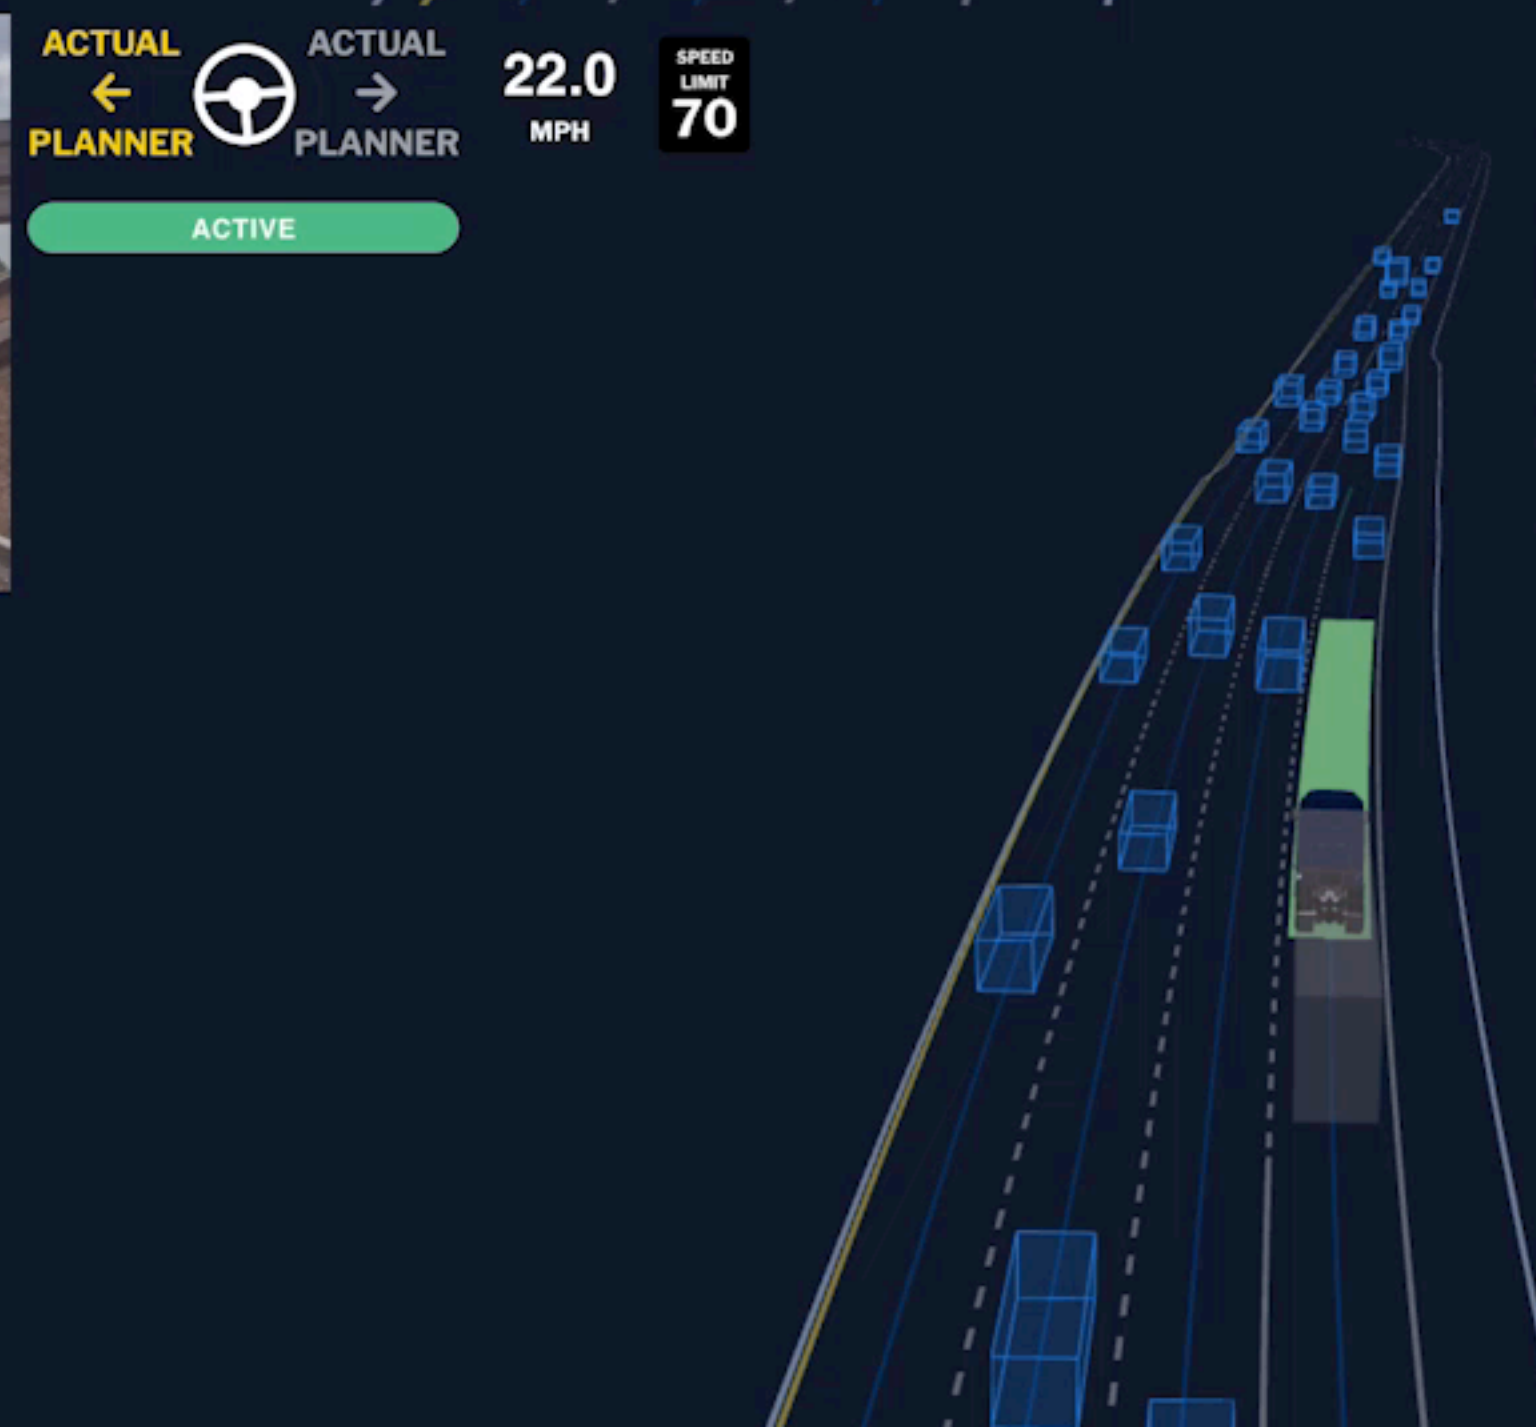 ACTUAL
←
PLANNER
ACTUAL
→
PLANNER
22.0
MPH
SPEED
LIMIT
70
ACTIVE